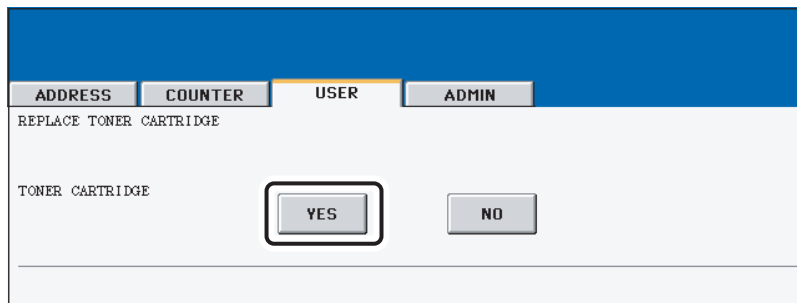 ADDRESS COUNTER USER ADMIN
REPLACE TONER CARTRIDGE
TONER CARTRIDGE YES NO